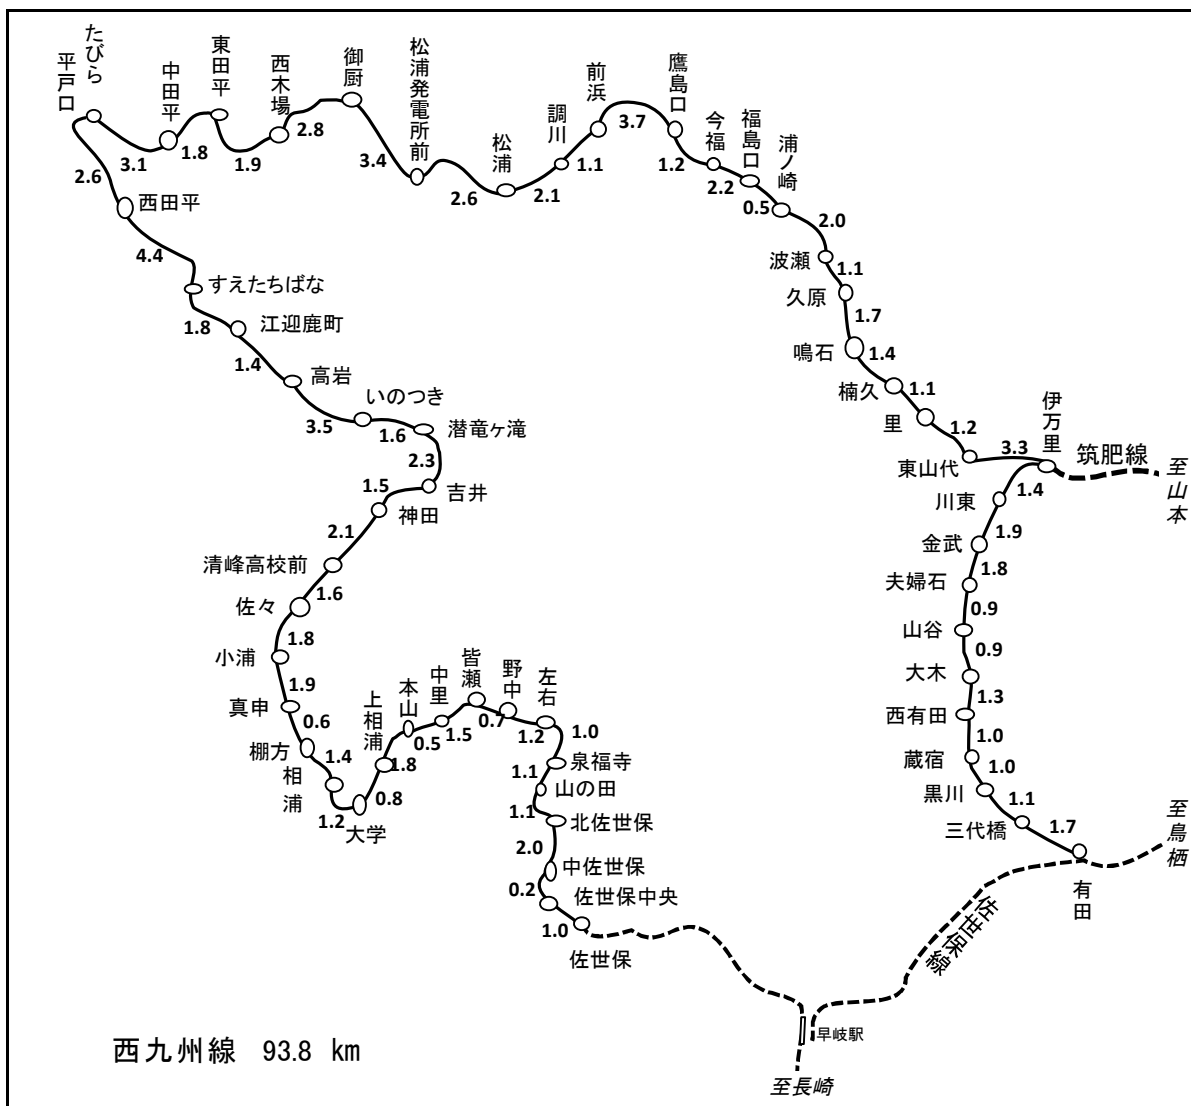 たびら
平戸口
3.1
中田平
1.8
東田平
1.9
西木場
2.8
御厨
3.4
松浦発電所前
2.6
松浦
2.1
調川
1.1
前浜
3.7
鷹島口
1.2
今福
2.2
福島口
0.5
浦ノ崎
2.0
波瀬
1.1
久原
1.7
鳴石
1.4
楠久
1.1
里
1.2
東山代
3.3
伊万里
筑肥線
至山本
1.4
川東
1.9
金武
1.8
夫婦石
0.9
山谷
0.9
大木
1.3
西有田
1.0
蔵宿
1.0
黒川
1.1
三代橋
1.7
有田
至鳥栖
佐世保線
早岐駅
至長崎
2.6
西田平
4.4
すえたちばな
1.8
江迎鹿町
1.4
高岩
3.5
いのつき
1.6
潜竜ヶ滝
2.3
吉井
1.5
神田
2.1
清峰高校前
1.6
佐々
1.8
小浦
1.9
真申
0.6
棚方
1.4
相浦
1.2
大学
0.8
上相浦
1.8
本山
0.5
中里
1.5
皆瀬
0.7
野中
1.2
左右
1.0
泉福寺
1.1
山の田
1.1
北佐世保
2.0
中佐世保
0.2
佐世保中央
1.0
佐世保
西九州線 93.8 km